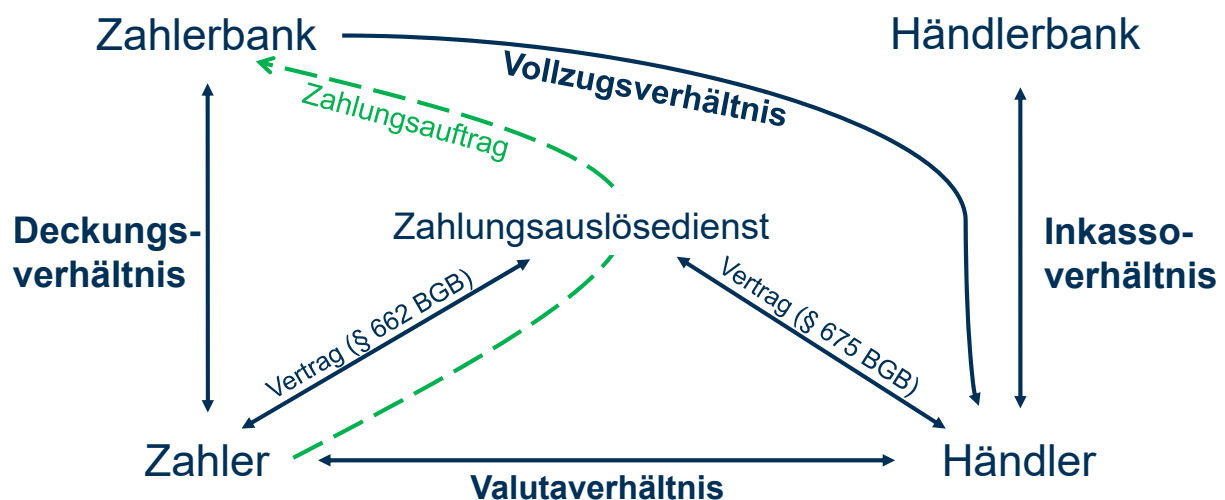 Zahlerbank
Händlerbank
Vollzugsverhältnis
Zahlungsauftrag
Deckungs-
verhältnis
Zahlungsauslösedienst
Inkasso-
verhältnis
Vertrag (§ 662 BGB)
Vertrag (§ 675 BGB)
Zahler
Händler
Valutaverhältnis